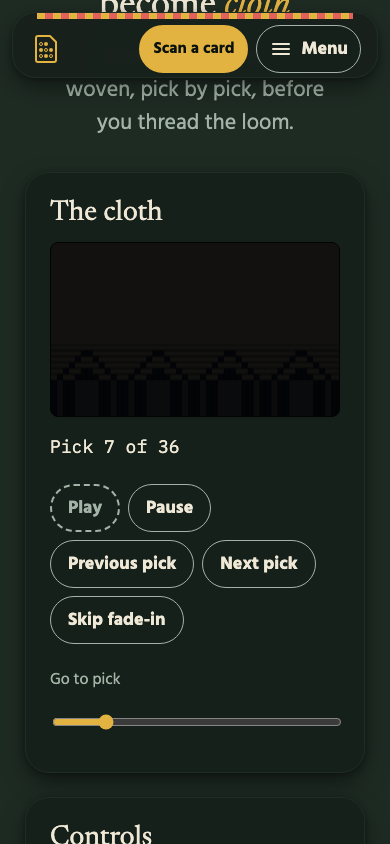 become cloth
Scan a card
Menu
woven, pick by pick, before
you thread the loom.
The cloth
Pick 7 of 36
Play
Pause
Previous pick
Next pick
Skip fade-in
Go to pick
Controls